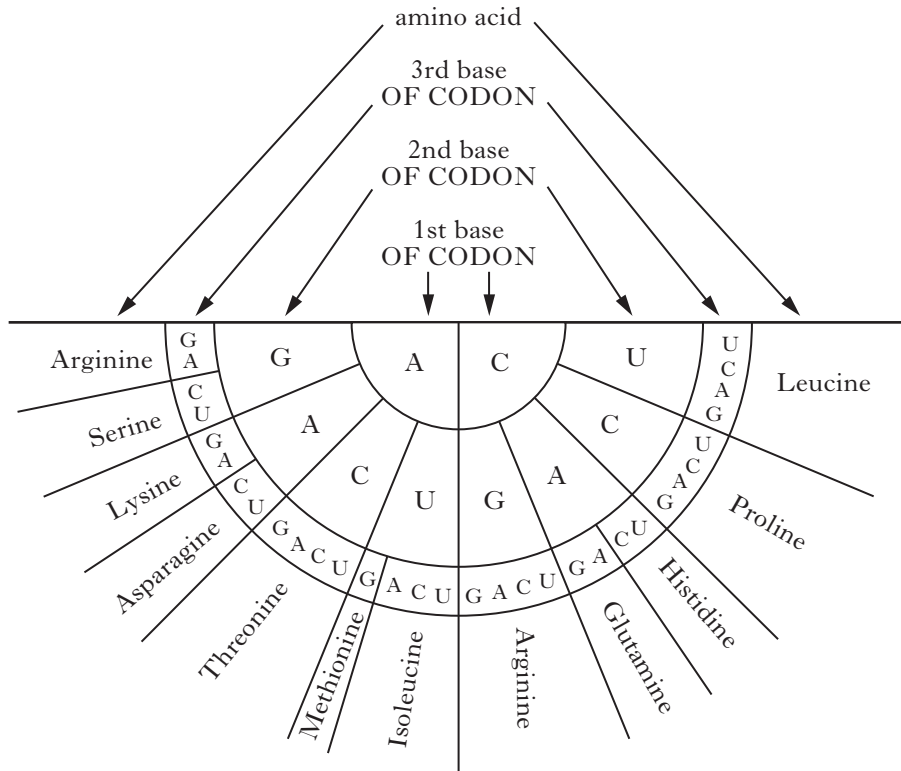 amino acid
3rd base
OF CODON
2nd base
OF CODON
1st base
OF CODON
A
C
G
A
C
U
G
A
C
U
G
A
C
U
G
A
C
U
G
A
C
U
G
A
C
U
G
A
C
U
G
A
C
U
G
A
C
U
G
A
C
U
Arginine
Serine
Lysine
Asparagine
Threonine
Methionine
Isoleucine
Arginine
Glutamine
Histidine
Proline
Leucine